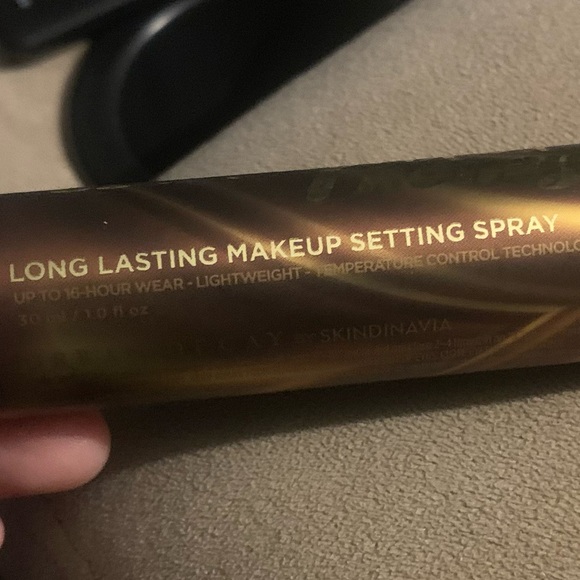 LONG LASTING MAKEUP SETTING SPRAY
UP TO 16-HOUR WEAR - LIGHTWEIGHT - TEMPERATURE CONTROL TECHNOLO
30 ml / 1.0 fl oz
DECAY SKINDINAVIA